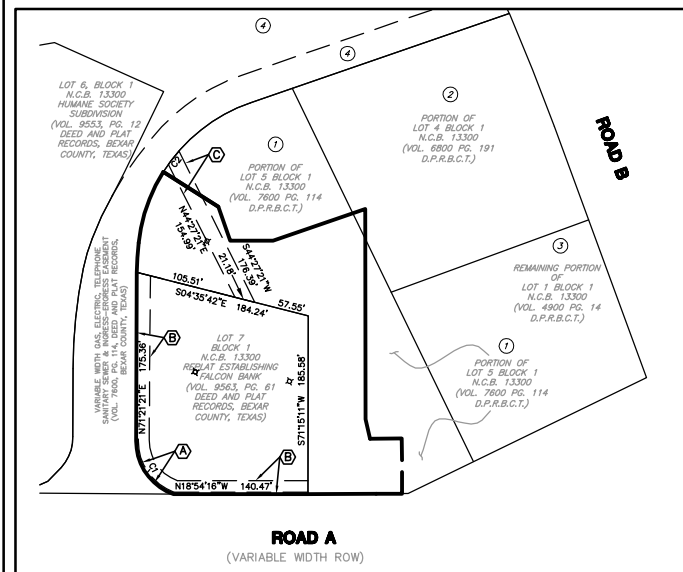 4
4
LOT 6, BLOCK 1
N.C.B. 13300
HUMANE SOCIETY
SUBDIVISION
(VOL. 9553, PG. 12
DEED AND PLAT
RECORDS, BEXAR
COUNTY, TEXAS)
2
PORTION OF
LOT 4 BLOCK 1
N.C.B. 13300
(VOL. 6800 PG. 191
D.P.R.B.C.T.)
ROAD B
1
PORTION OF
LOT 5 BLOCK 1
N.C.B. 13300
(VOL. 7600 PG. 114
D.P.R.B.C.T.)
C
C2
N44°27'21"E
154.99'
21.18'
S44°27'21"W
176.39'
3
REMAINING PORTION
OF
LOT 1 BLOCK 1
N.C.B. 13300
(VOL. 4900 PG. 14
D.P.R.B.C.T.)
105.51'
S04°35'42"E
184.24'
57.55'
VARIABLE WIDTH GAS, ELECTRIC, TELEPHONE
SANITARY SEWER & INGRESS-ERGRESS EASEMENT
(VOL. 7600, PG. 114, DEED AND PLAT RECORDS,
BEXAR COUNTY, TEXAS)
LOT 7
BLOCK 1
N.C.B. 13300
REPLAT ESTABLISHING
FALCON BANK
(VOL. 9563, PG. 61
DEED AND PLAT
RECORDS, BEXAR
COUNTY, TEXAS)
B
N71°21'21"E
175.36'
S71°15'11"W
185.58'
1
PORTION OF
LOT 5 BLOCK 1
N.C.B. 13300
(VOL. 7600 PG. 114
D.P.R.B.C.T.)
A
C1
B
N18°54'16"W
140.47'
ROAD A
(VARIABLE WIDTH ROW)